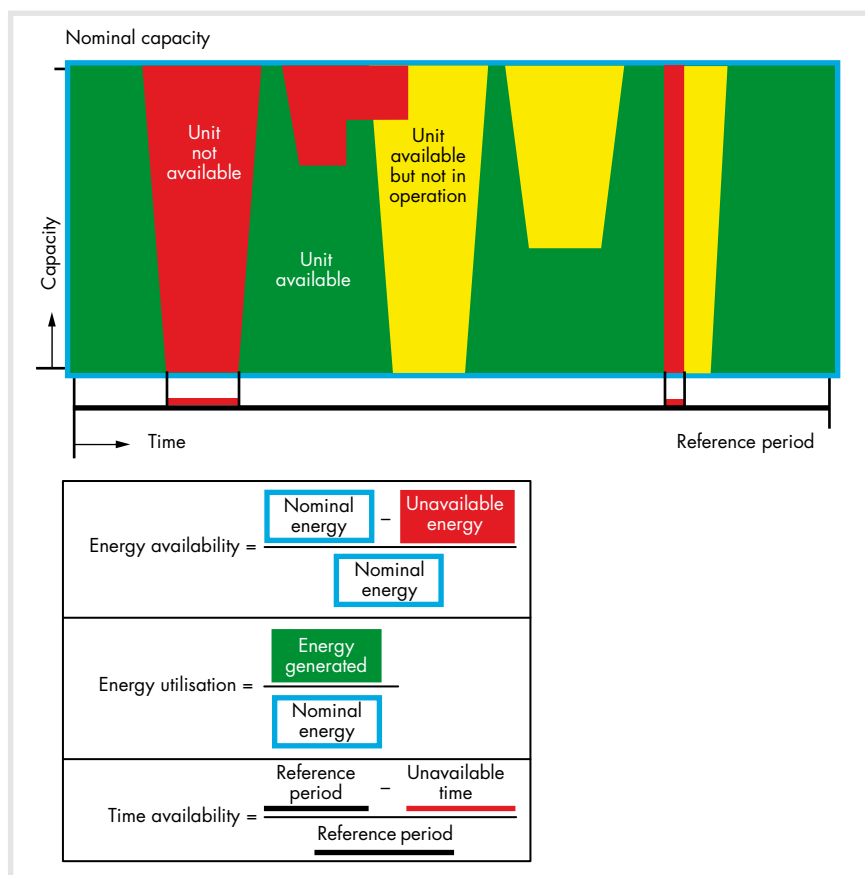 Nominal capacity
Unit
not
available
Unit
available
but not in
operation
Unit
available
Capacity
Time
Reference period
Nominal
energy
–
Unavailable
energy
Energy availability =
Nominal
energy
Energy
generated
Energy utilisation =
Nominal
energy
Reference
period
–
Unavailable
time
Time availability =
Reference period